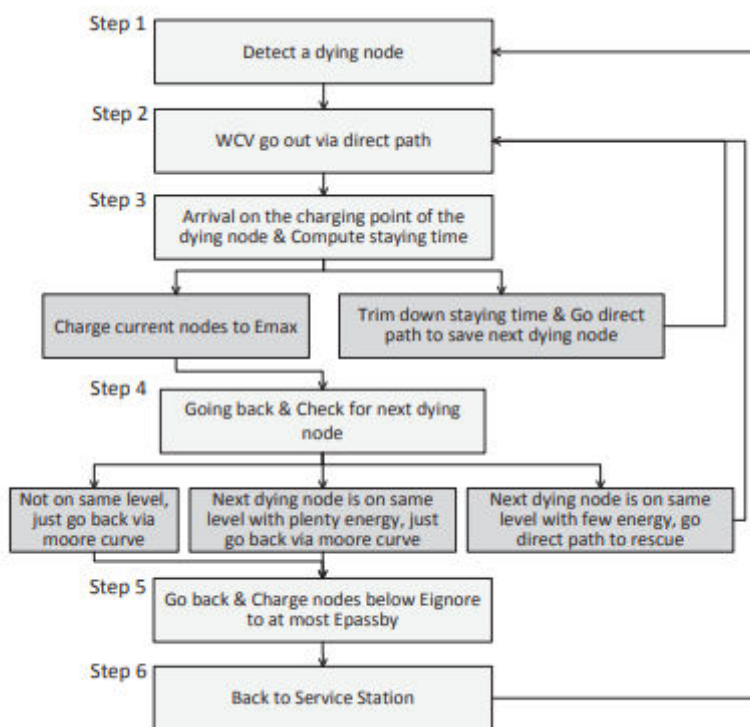 Step 1
Detect a dying node
Step 2
WCV go out via direct path
Step 3
Arrival on the charging point of the
dying node & Compute staying time
Charge current nodes to Emax
Trim down staying time & Go direct
path to save next dying node
Step 4
Going back & Check for next dying
node
Not on same level,
just go back via
moore curve
Next dying node is on same
level with plenty energy, just
go back via moore curve
Next dying node is on same
level with few energy, go
direct path to rescue
Step 5
Go back & Charge nodes below Eignore
to at most Epassby
Step 6
Back to Service Station